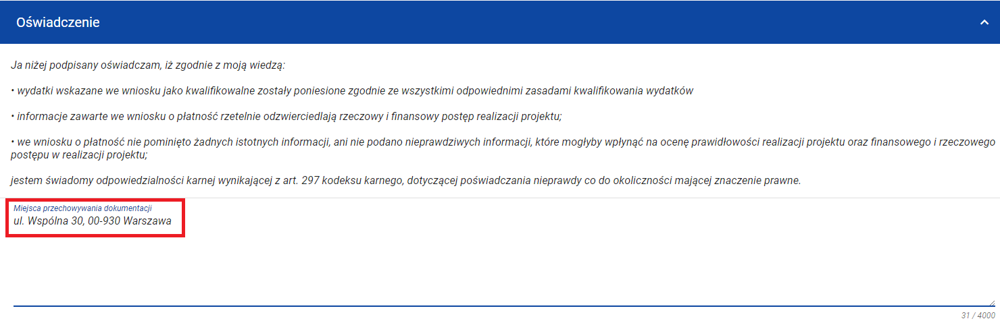 Oświadczenie
Ja niżej podpisany oświadczam, iż zgodnie z moją wiedzą:
• wydatki wskazane we wniosku jako kwalifikowalne zostały poniesione zgodnie ze wszystkimi odpowiednimi zasadami kwalifikowania wydatków
• informacje zawarte we wniosku o płatność rzetelnie odzwierciedlają rzeczowy i finansowy postęp realizacji projektu;
• we wniosku o płatność nie pominięto żadnych istotnych informacji, ani nie podano nieprawdziwych informacji, które mogłyby wpłynąć na ocenę prawidłowości realizacji projektu oraz finansowego i rzeczowego
postępu w realizacji projektu;
jestem świadomy odpowiedzialności karnej wynikającej z art. 297 kodeksu karnego, dotyczącej poświadczania nieprawdy co do okoliczności mającej znaczenie prawne.
Miejsca przechowywania dokumentacji
ul. Wspólna 30, 00-930 Warszawa
31 / 4000